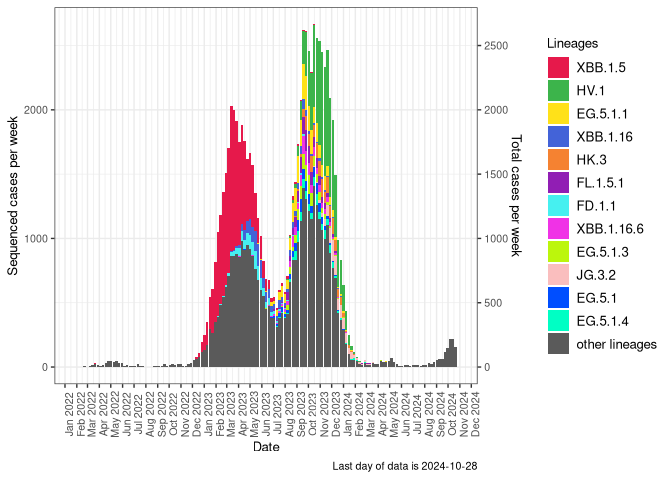 Sequenced cases per week
2000
1000
0
2500
2000
1500
1000
500
0
Total cases per week
Jan 2022
Feb 2022
Mar 2022
Apr 2022
May 2022
Jun 2022
Jul 2022
Aug 2022
Sep 2022
Oct 2022
Nov 2022
Dec 2022
Jan 2023
Feb 2023
Mar 2023
Apr 2023
May 2023
Jun 2023
Jul 2023
Aug 2023
Sep 2023
Oct 2023
Nov 2023
Dec 2023
Jan 2024
Feb 2024
Mar 2024
Apr 2024
May 2024
Jun 2024
Jul 2024
Aug 2024
Sep 2024
Oct 2024
Nov 2024
Dec 2024
Date
Last day of data is 2024-10-28
Lineages
XBB.1.5
HV.1
EG.5.1.1
XBB.1.16
HK.3
FL.1.5.1
FD.1.1
XBB.1.16.6
EG.5.1.3
JG.3.2
EG.5.1
EG.5.1.4
other lineages